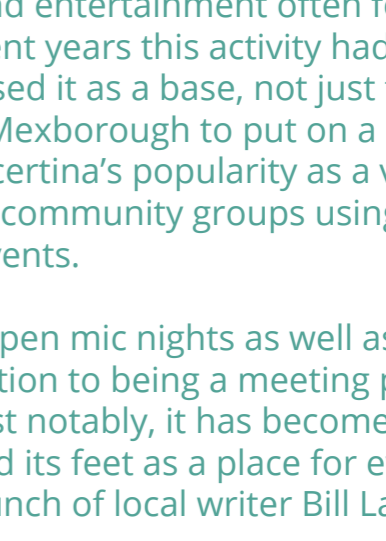 nd entertainment often f
ent years this activity had
sed it as a base, not just
Mexborough to put on a
certina’s popularity as a v
community groups using
vents.
pen mic nights as well as
tion to being a meeting p
st notably, it has become
d its feet as a place for e
unch of local writer Bill La